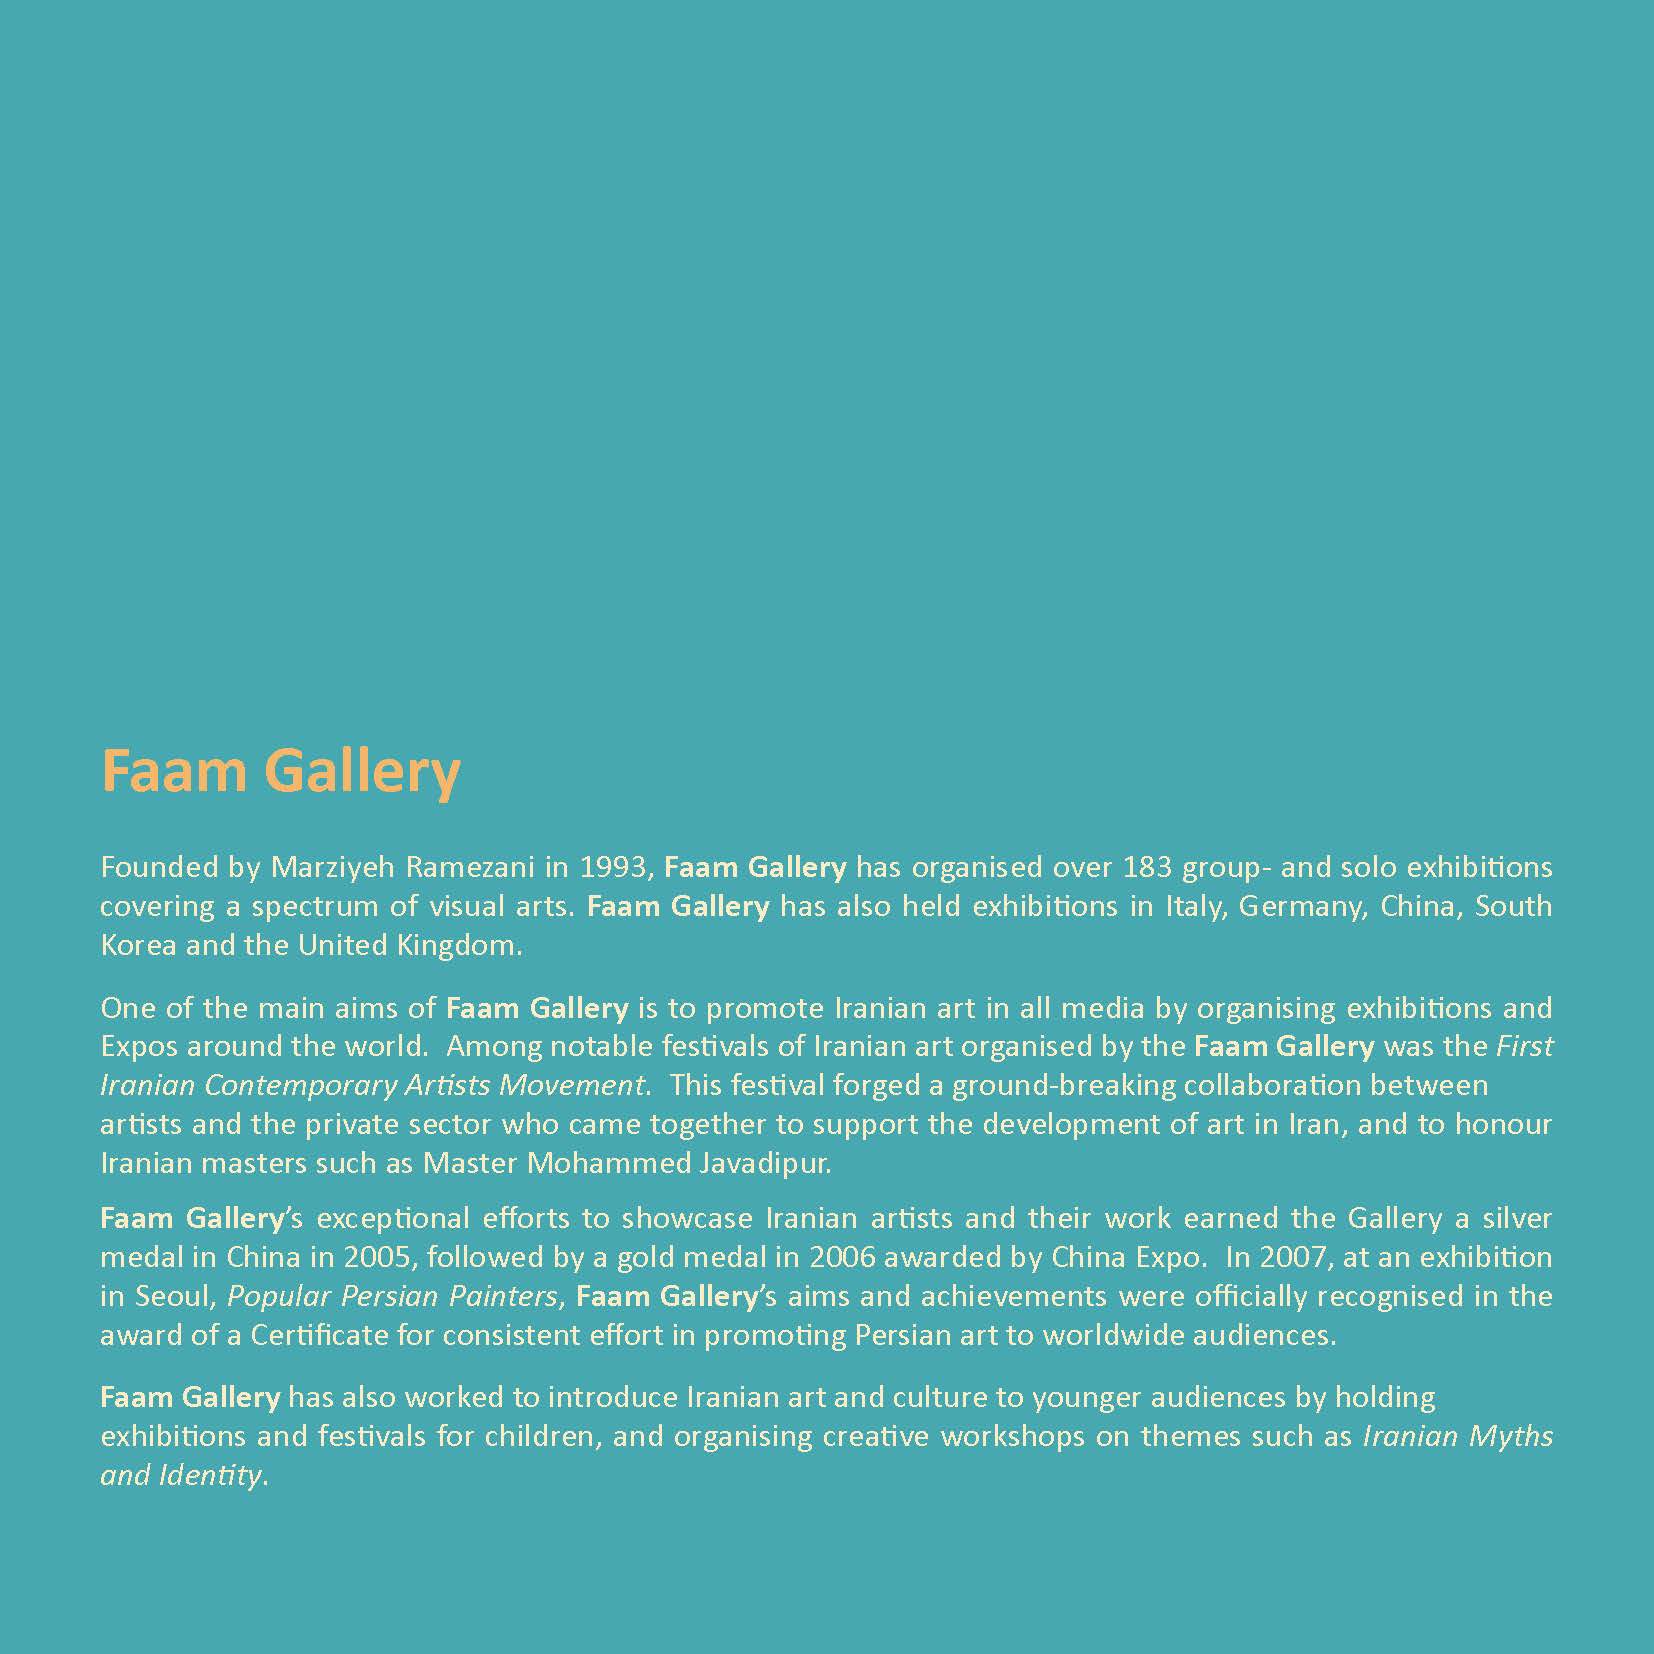 Faam Gallery
Founded by Marziyeh Ramezani in 1993, Faam Gallery has organised over 183 group- and solo exhibitions
covering a spectrum of visual arts. Faam Gallery has also held exhibitions in Italy, Germany, China, South
Korea and the United Kingdom.
One of the main aims of Faam Gallery is to promote Iranian art in all media by organising exhibitions and
Expos around the world.  Among notable festivals of Iranian art organised by the Faam Gallery was the First
Iranian Contemporary Artists Movement.  This festival forged a ground-breaking collaboration between
artists and the private sector who came together to support the development of art in Iran, and to honour
Iranian masters such as Master Mohammed Javadipur.
Faam Gallery’s exceptional efforts to showcase Iranian artists and their work earned the Gallery a silver
medal in China in 2005, followed by a gold medal in 2006 awarded by China Expo.  In 2007, at an exhibition
in Seoul, Popular Persian Painters, Faam Gallery’s aims and achievements were officially recognised in the
award of a Certificate for consistent effort in promoting Persian art to worldwide audiences.
Faam Gallery has also worked to introduce Iranian art and culture to younger audiences by holding
exhibitions and festivals for children, and organising creative workshops on themes such as Iranian Myths
and Identity.